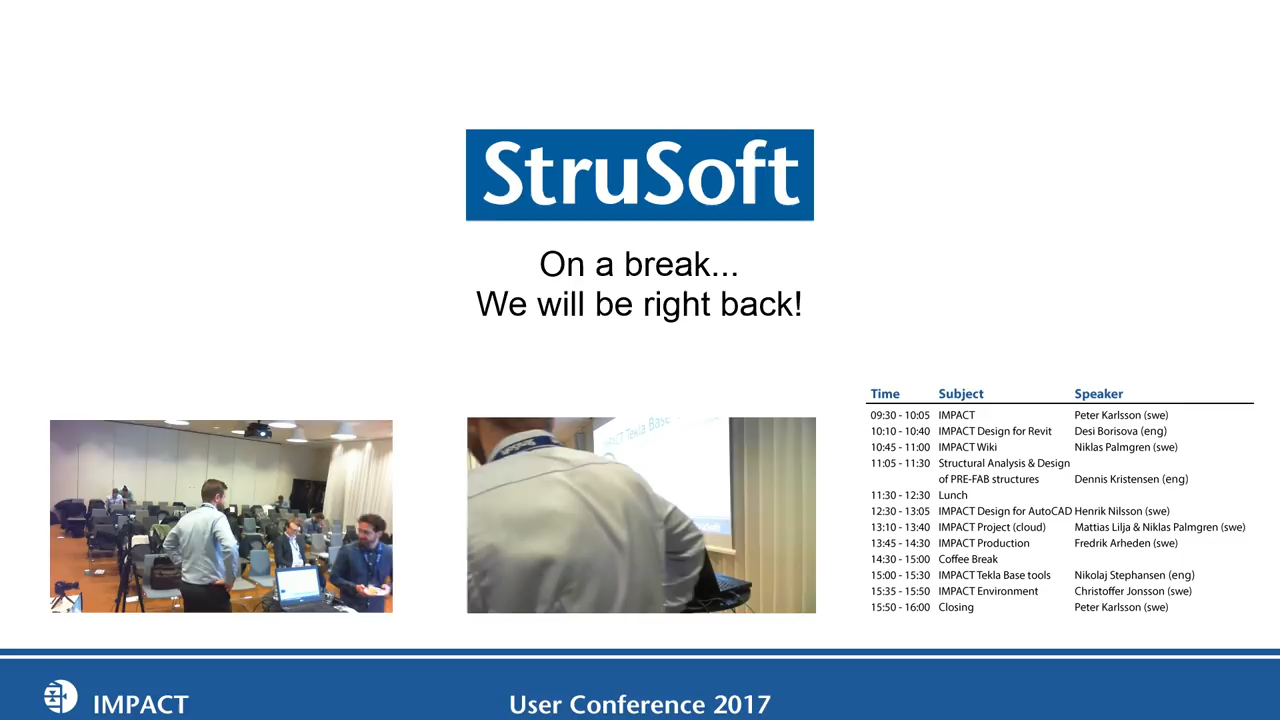 StruSoft
On a break...
We will be right back!
Time Subject Speaker
09:30 - 10:05 IMPACT Peter Karlsson (swe)
10:10 - 10:40 IMPACT Design for Revit Desi Borisova (eng)
10:45 - 11:00 IMPACT Wiki Niklas Palmgren (swe)
11:05 - 11:30 Structural Analysis & Design
of PRE-FAB structures Dennis Kristensen (eng)
11:30 - 12:30 Lunch
12:30 - 13:05 IMPACT Design for AutoCAD Henrik Nilsson (swe)
13:10 - 13:40 IMPACT Project (cloud) Mattias Lilja & Niklas Palmgren (swe)
13:45 - 14:30 IMPACT Production Fredrik Arheden (swe)
14:30 - 15:00 Coffee Break
15:00 - 15:30 IMPACT Tekla Base tools Nikolaj Stephansen (eng)
15:35 - 15:50 IMPACT Environment Christoffer Jonsson (swe)
15:50 - 16:00 Closing Peter Karlsson (swe)
IMPACT Tekla Base
IMPACT
User Conference 2017